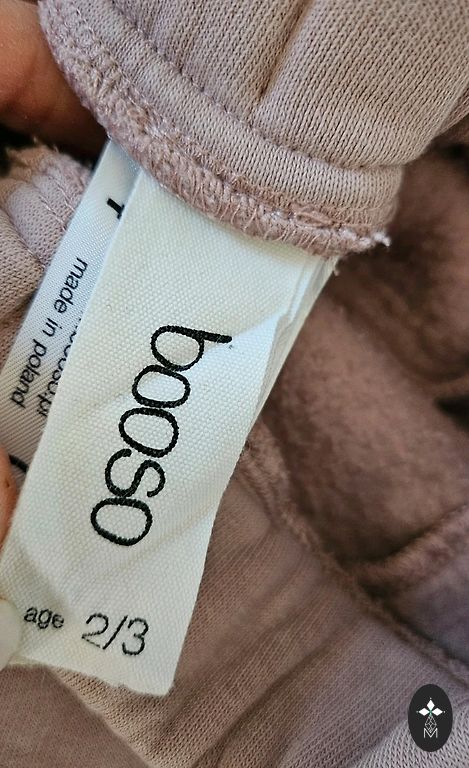 booso
age 2/3
made in poland
M